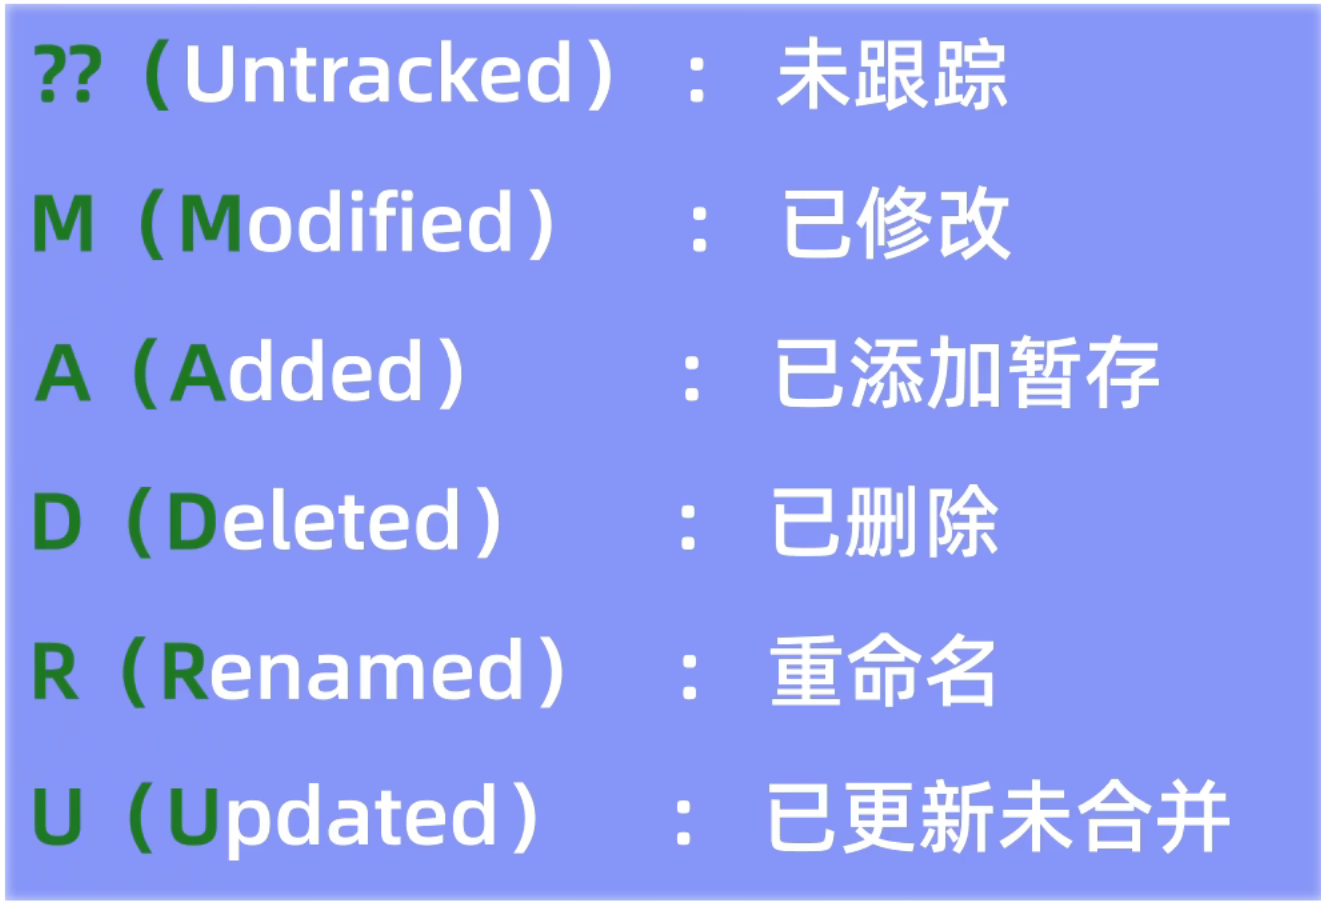 ??（Untracked） ： 未跟踪
M（Modified） ： 已修改
A（Added） ： 已添加暂存
D（Deleted） ： 已删除
R（Renamed） ： 重命名
U（Updated） ： 已更新未合并